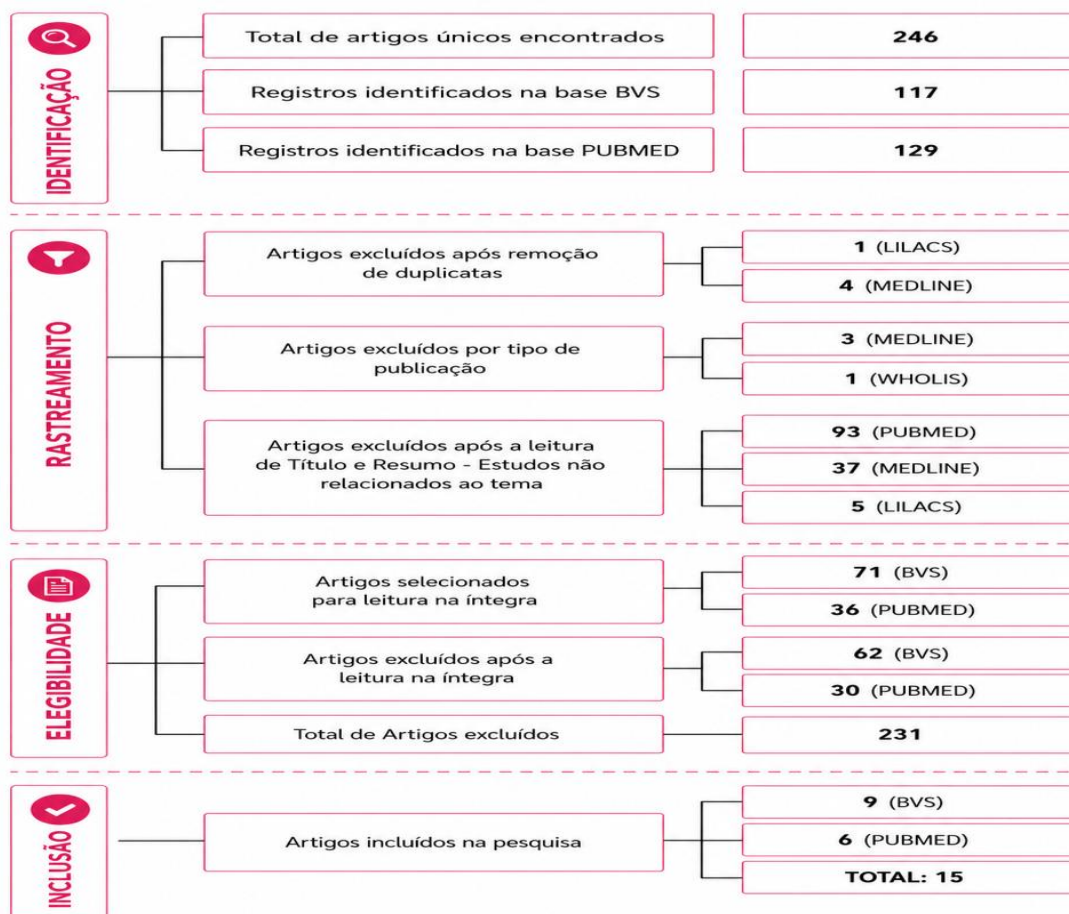 IDENTIFICAÇÃO
Total de artigos únicos encontrados
246
Registros identificados na base BVS
117
Registros identificados na base PUBMED
129
RASTREAMENTO
Artigos excluídos após remoção
de duplicatas
1 (LILACS)
4 (MEDLINE)
Artigos excluídos por tipo de
publicação
3 (MEDLINE)
1 (WHOLIS)
Artigos excluídos após a leitura
de Título e Resumo - Estudos não
relacionados ao tema
93 (PUBMED)
37 (MEDLINE)
5 (LILACS)
ELEGIBILIDADE
Artigos selecionados
para leitura na íntegra
71 (BVS)
36 (PUBMED)
Artigos excluídos após a
leitura na íntegra
62 (BVS)
30 (PUBMED)
Total de Artigos excluídos
231
INCLUSÃO
Artigos incluídos na pesquisa
9 (BVS)
6 (PUBMED)
TOTAL: 15